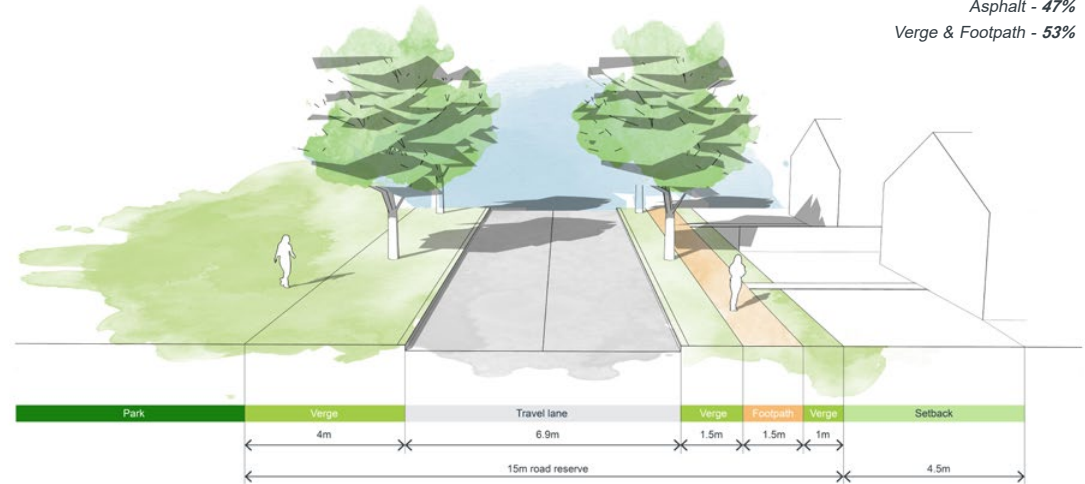 Asphalt - 47%
Verge & Footpath - 53%
Park Verge Travel lane Verge Footpath Verge Setback
4m 6.9m 1.5m 1.5m 1m
15m road reserve 4.5m